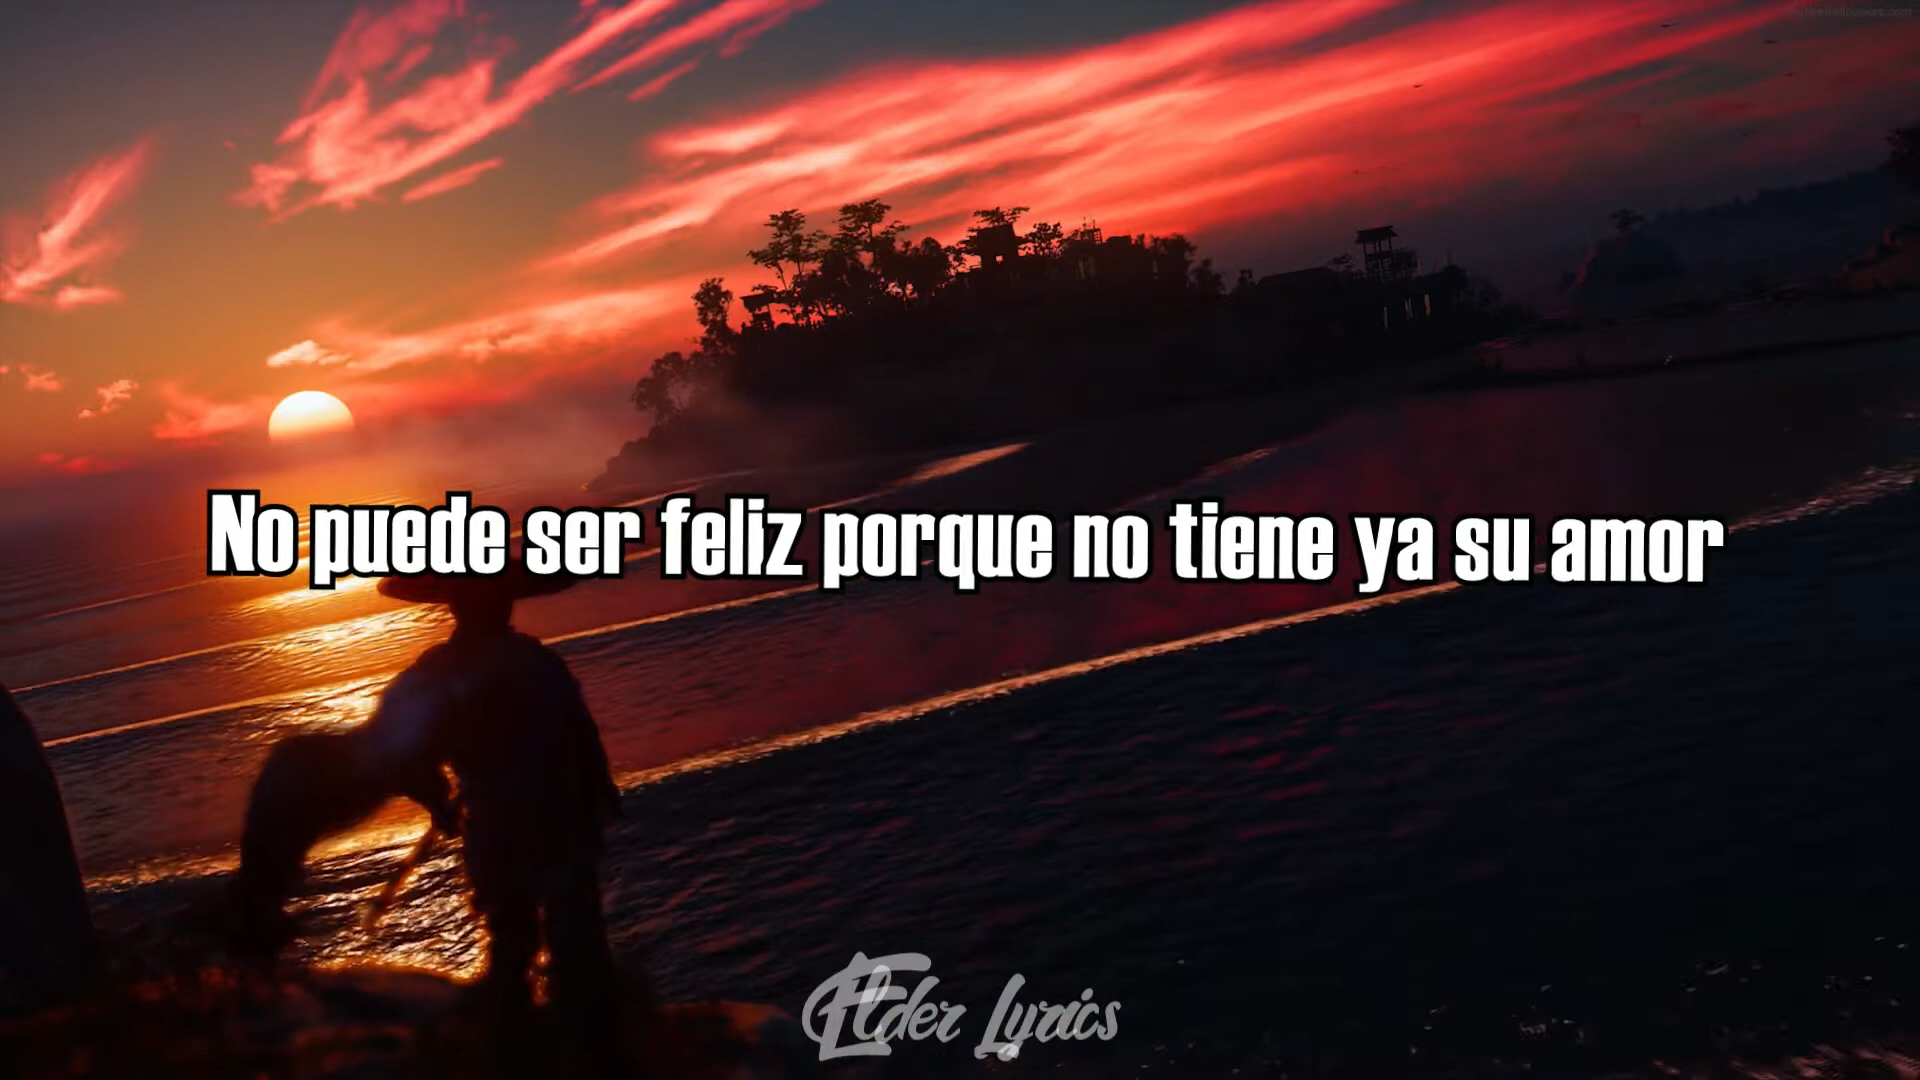 No puede ser feliz porque no tiene ya su amor
Elder Lyrics